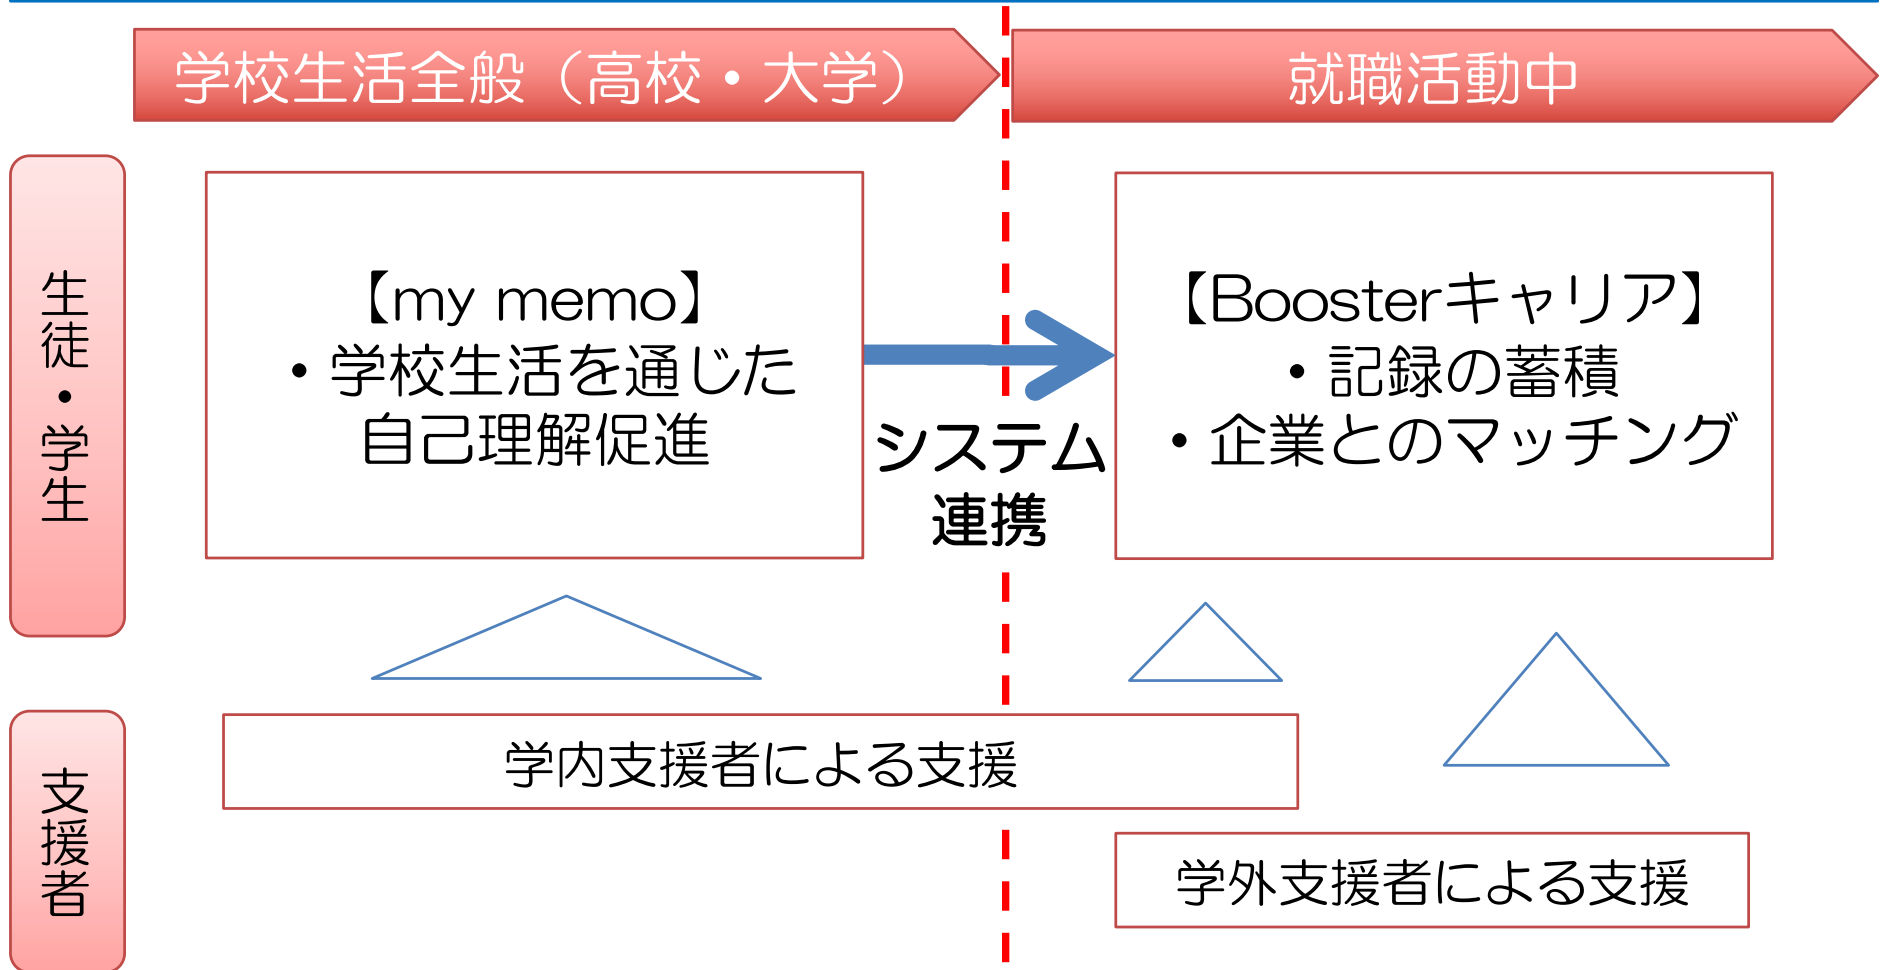 学校生活全般（高校・大学）
就職活動中
生徒・学生
【my memo】
・学校生活を通じた
自己理解促進
システム
連携
【Boosterキャリア】
・記録の蓄積
・企業とのマッチング
支援者
学内支援者による支援
学外支援者による支援